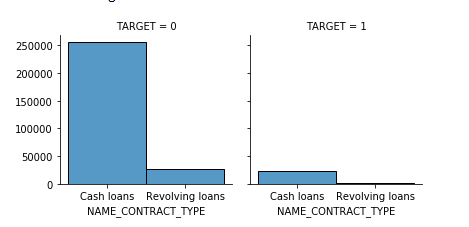 TARGET = 0
TARGET = 1
250000
200000
150000
100000
50000
0
Cash loans Revolving loans
Cash loans Revolving loans
NAME_CONTRACT_TYPE
NAME_CONTRACT_TYPE